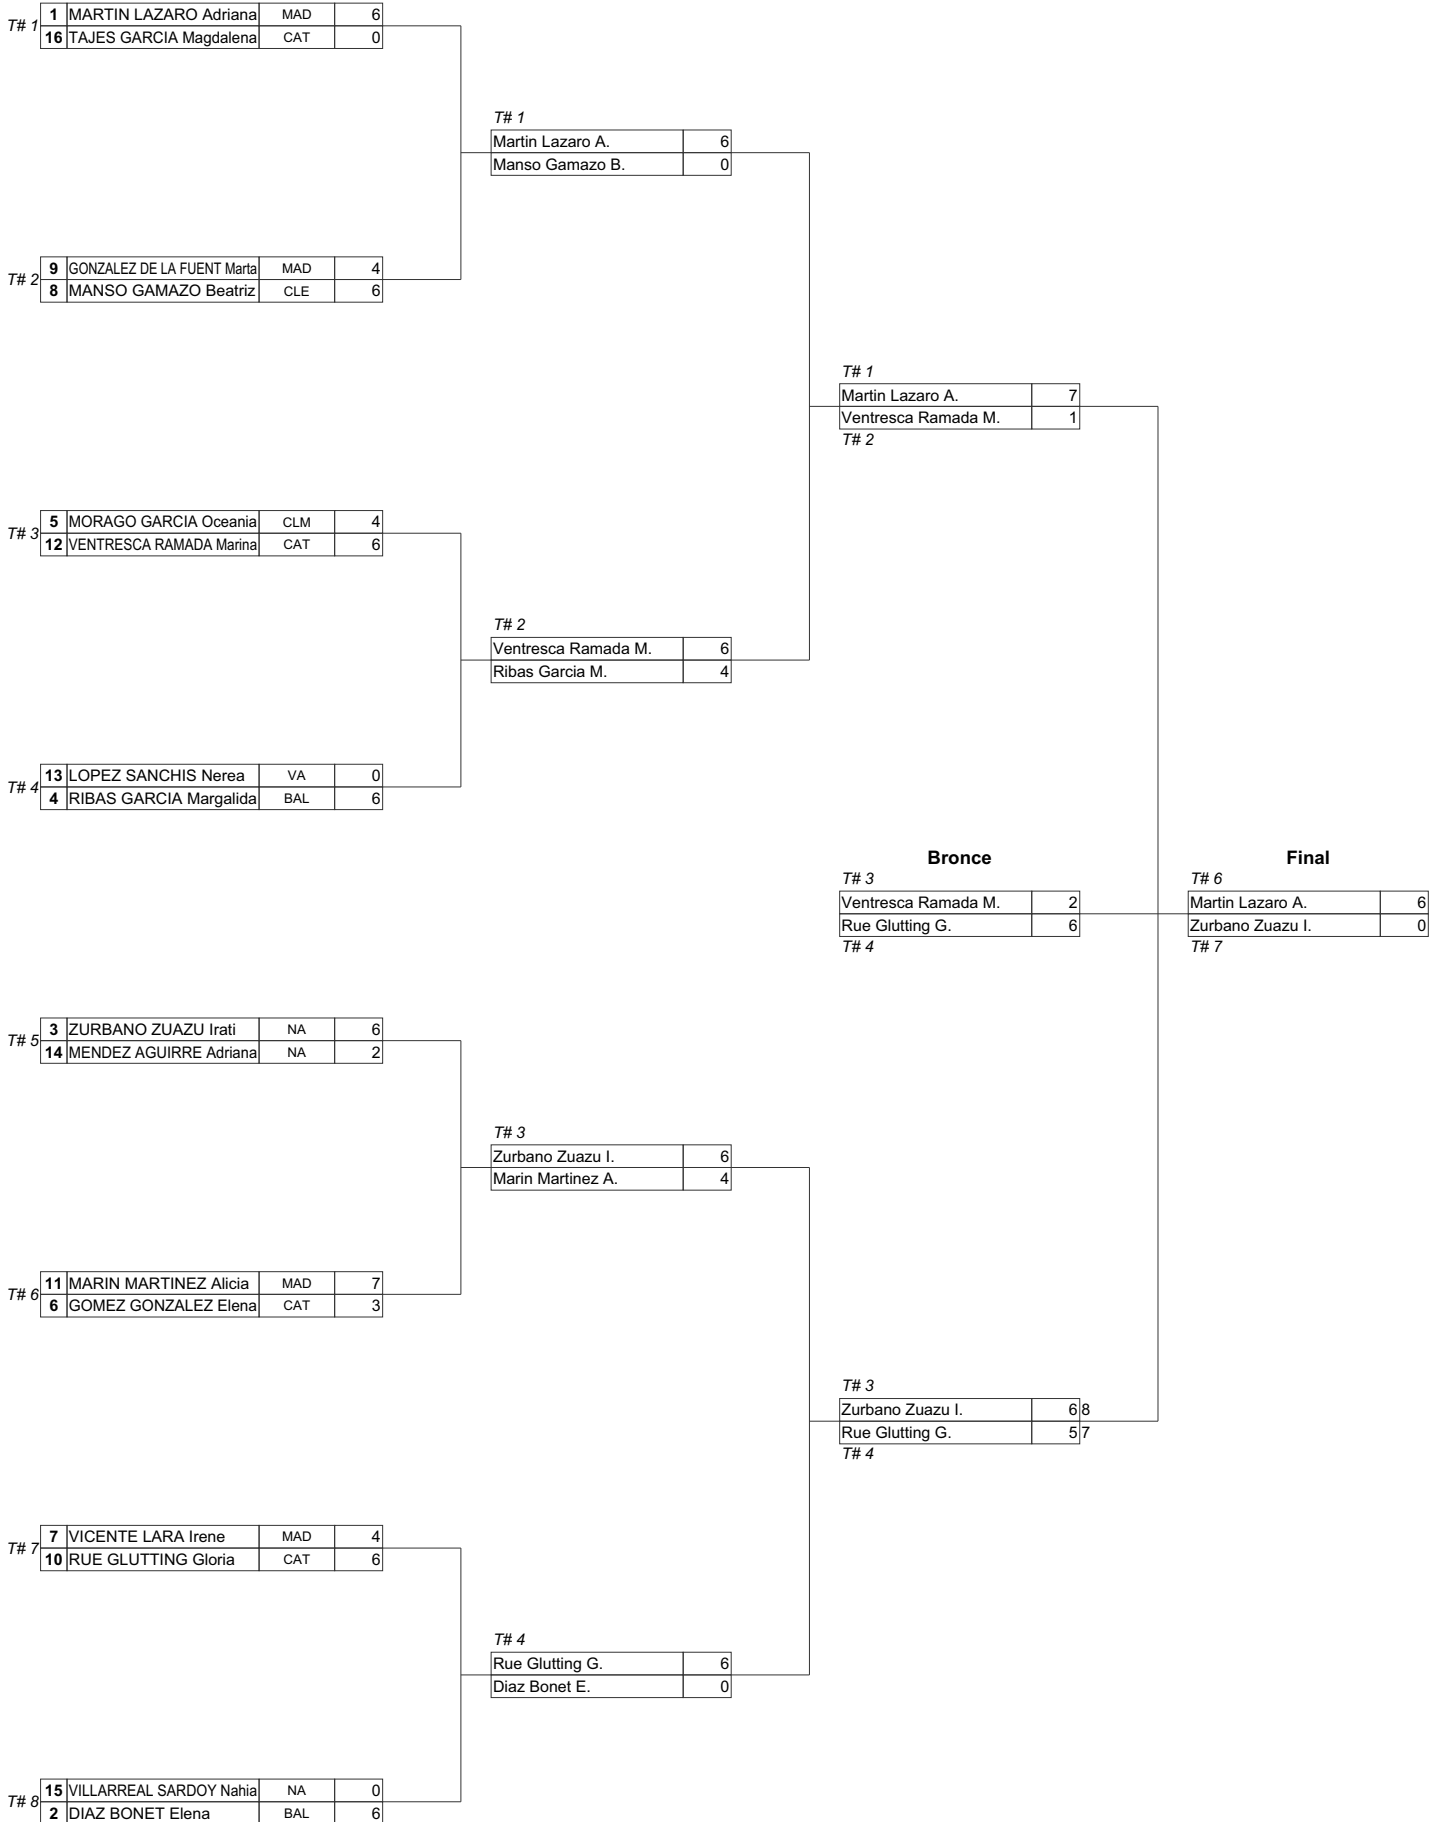 T# 1
1 MARTIN LAZARO Adriana MAD 6
16 TAJES GARCIA Magdalena CAT 0
T# 1
Martin Lazaro A. 6
Manso Gamazo B. 0
T# 2
9 GONZALEZ DE LA FUENT Marta MAD 4
8 MANSO GAMAZO Beatriz CLE 6
T# 1
Martin Lazaro A. 7
Ventresca Ramada M. 1
T# 2
T# 3
5 MORAGO GARCIA Oceania CLM 4
12 VENTRESCA RAMADA Marina CAT 6
T# 2
Ventresca Ramada M. 6
Ribas Garcia M. 4
T# 4
13 LOPEZ SANCHIS Nerea VA 0
4 RIBAS GARCIA Margalida BAL 6
Bronce
T# 3
Ventresca Ramada M. 2
Rue Glutting G. 6
T# 4
Final
T# 6
Martin Lazaro A. 6
Zurbano Zuazu I. 0
T# 7
T# 5
3 ZURBANO ZUAZU Irati NA 6
14 MENDEZ AGUIRRE Adriana NA 2
T# 3
Zurbano Zuazu I. 6
Marin Martinez A. 4
T# 6
11 MARIN MARTINEZ Alicia MAD 7
6 GOMEZ GONZALEZ Elena CAT 3
T# 3
Zurbano Zuazu I. 6 8
Rue Glutting G. 5 7
T# 4
T# 7
7 VICENTE LARA Irene MAD 4
10 RUE GLUTTING Gloria CAT 6
T# 4
Rue Glutting G. 6
Diaz Bonet E. 0
T# 8
15 VILLARREAL SARDOY Nahia NA 0
2 DIAZ BONET Elena BAL 6